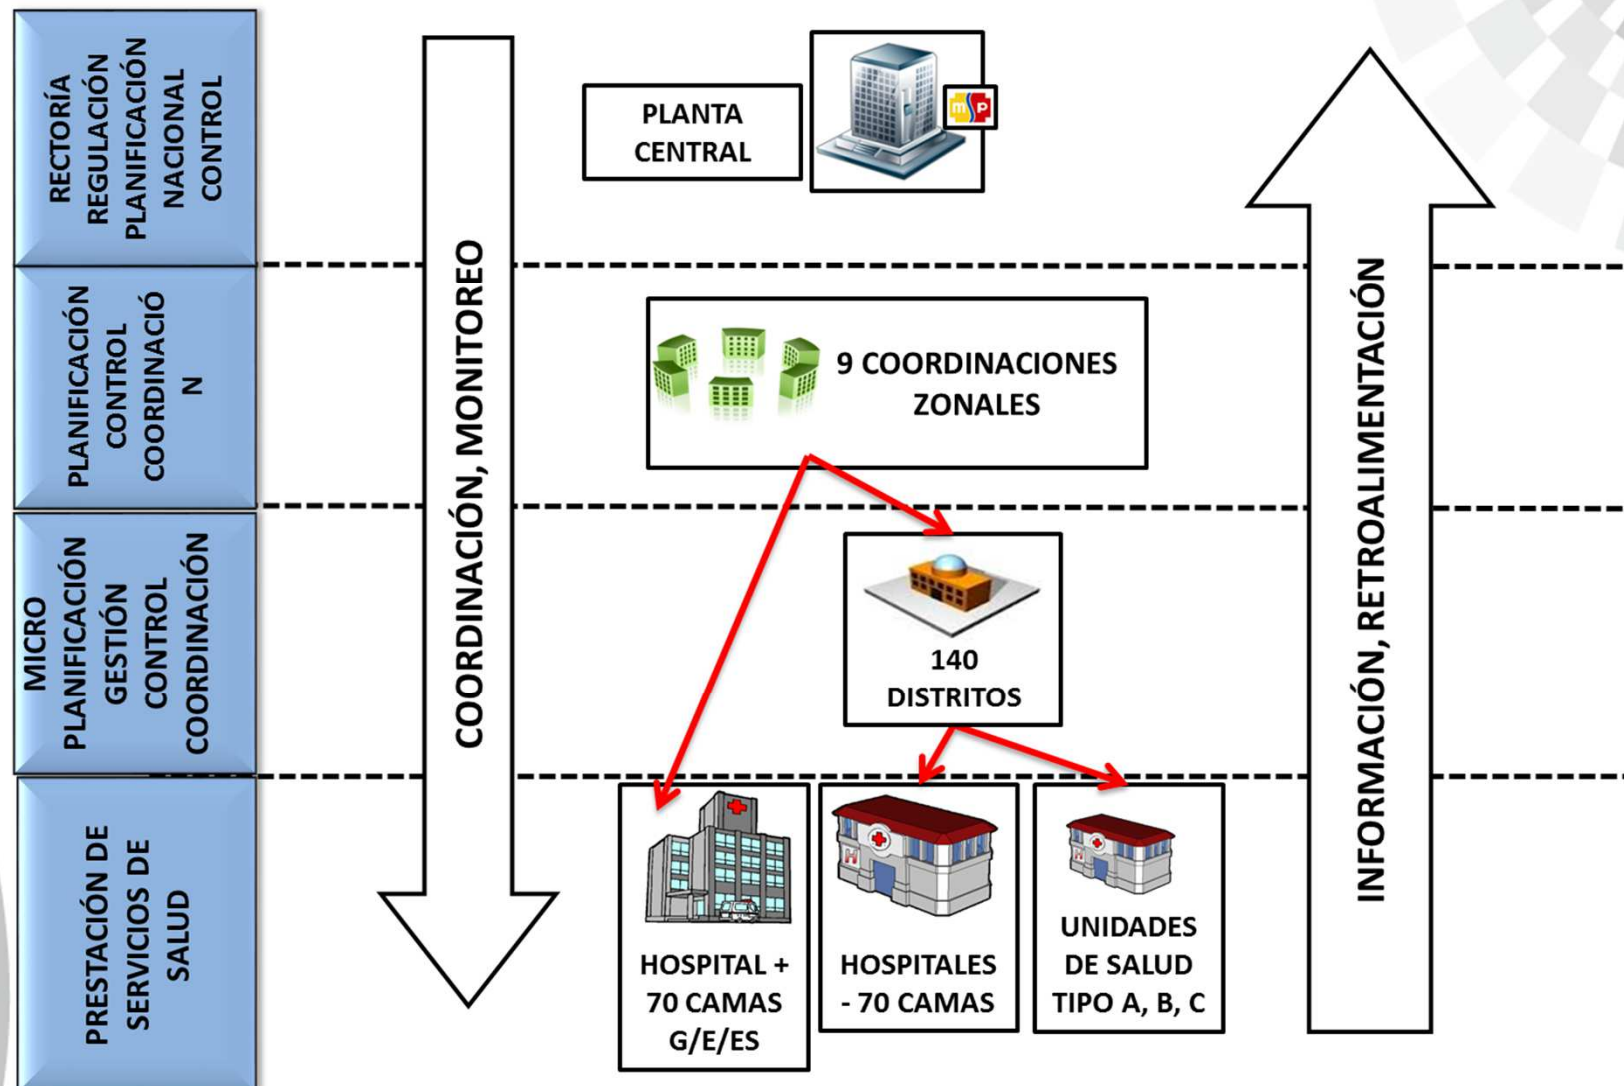 RECTORÍA
REGULACIÓN
PLANIFICACIÓN
NACIONAL
CONTROL
PLANTA
CENTRAL
msp
PLANIFICACIÓN
CONTROL
COORDINACIÓ
N
9 COORDINACIONES
ZONALES
COORDINACIÓN, MONITOREO
INFORMACIÓN, RETROALIMENTACIÓN
MICRO
PLANIFICACIÓN
GESTIÓN
CONTROL
COORDINACIÓN
140
DISTRITOS
PRESTACIÓN DE
SERVICIOS DE
SALUD
HOSPITAL +
70 CAMAS
G/E/ES
H
HOSPITALES
- 70 CAMAS
H
UNIDADES
DE SALUD
TIPO A, B, C